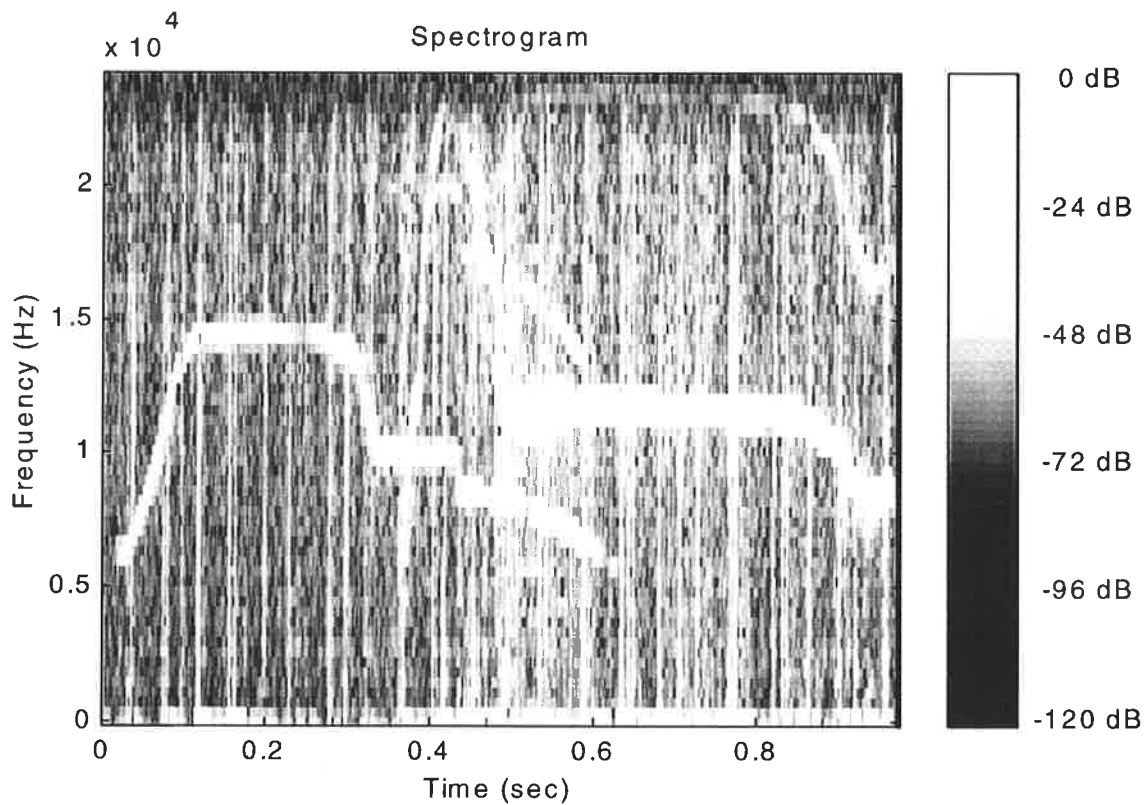 4
x 10
Spectrogram
0 dB
2
-24 dB
1.5
-48 dB
Frequency (Hz)
1
-72 dB
0.5
-96 dB
0
-120 dB
0
0.2
0.4
0.6
0.8
Time (sec)